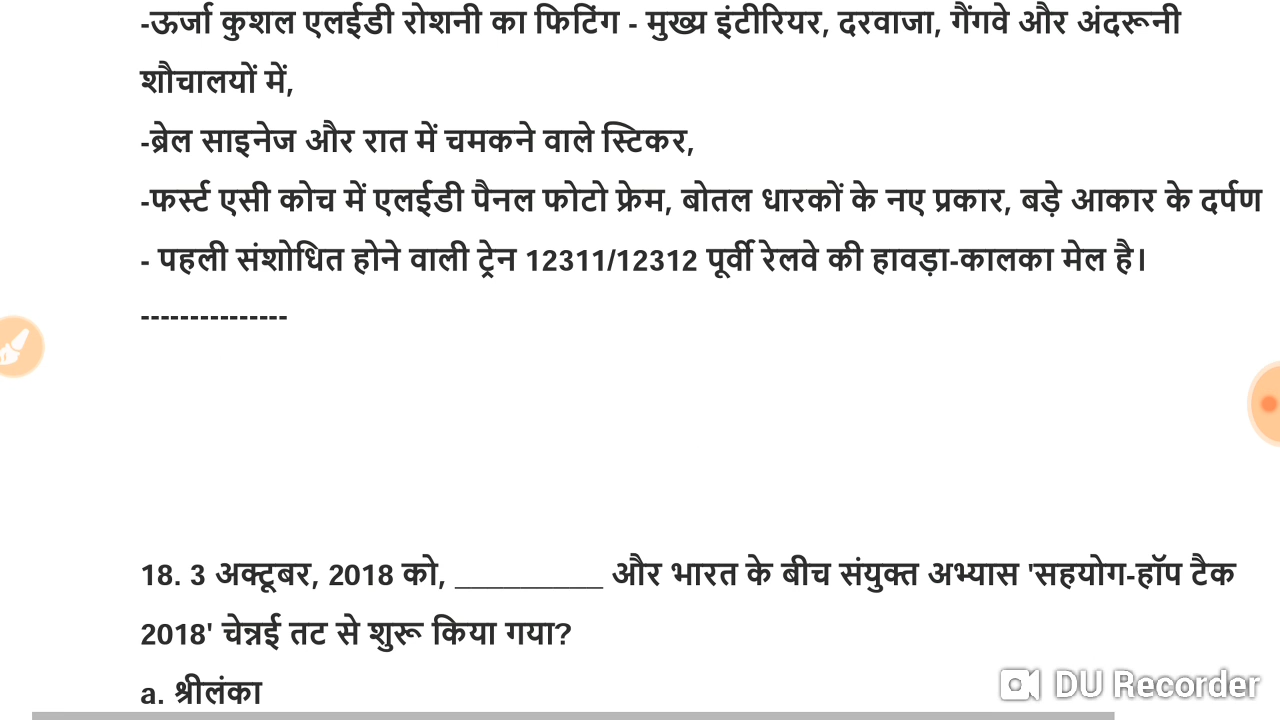 -ऊर्जा कुशल एलईडी रोशनी का फिटिंग - मुख्य इंटीरियर, दरवाजा, गैंगवे और अंदरूनी
शौचालयों में,
-ब्रेल साइनेज और रात में चमकने वाले स्टिकर,
-फर्स्ट एसी कोच में एलईडी पैनल फोटो फ्रेम, बोतल धारकों के नए प्रकार, बड़े आकार के दर्पण
- पहली संशोधित होने वाली ट्रेन 12311/12312 पूर्वी रेलवे की हावड़ा-कालका मेल है।
---------------
18. 3 अक्टूबर, 2018 को, __________ और भारत के बीच संयुक्त अभ्यास 'सहयोग-हॉप टैक
2018' चेन्नई तट से शुरू किया गया?
a. श्रीलंका
DU Recorder